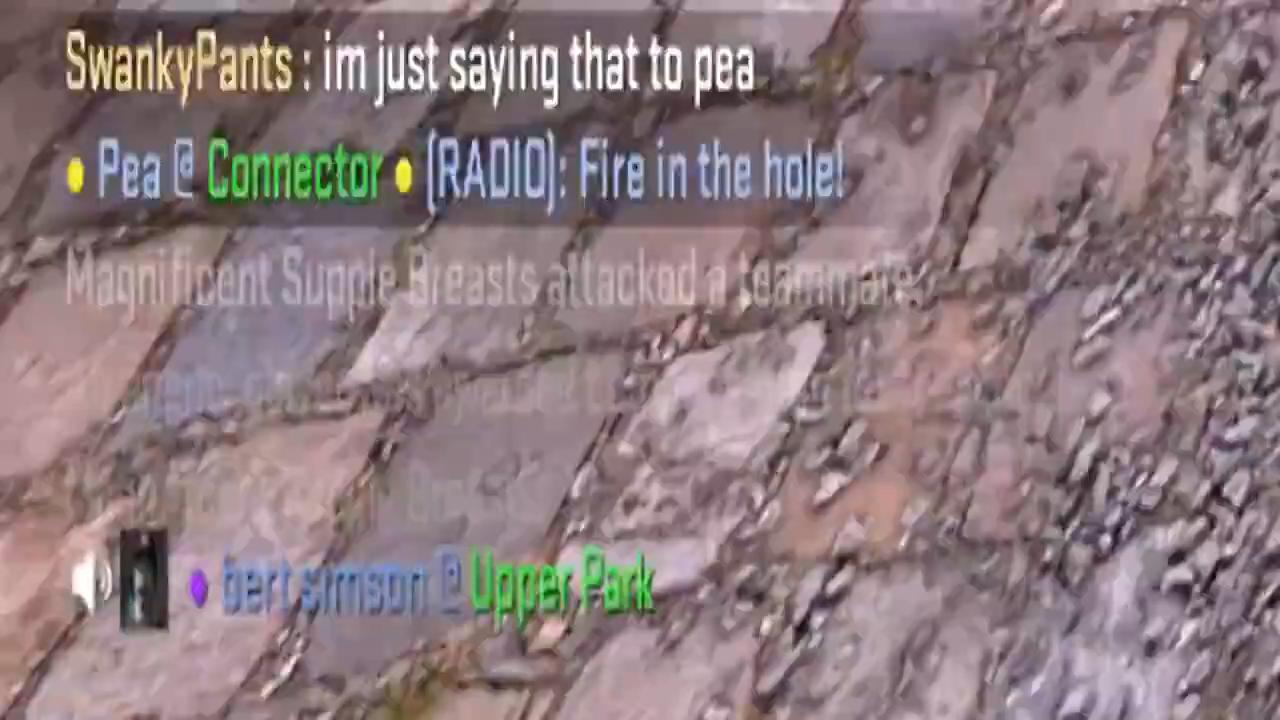 SwankyPants : im just saying that to pea
• Pea @ Connector • (RADIO): Fire in the hole!
Magnificent Supple Breasts attacked a teammate
• bert simson @ Upper Park